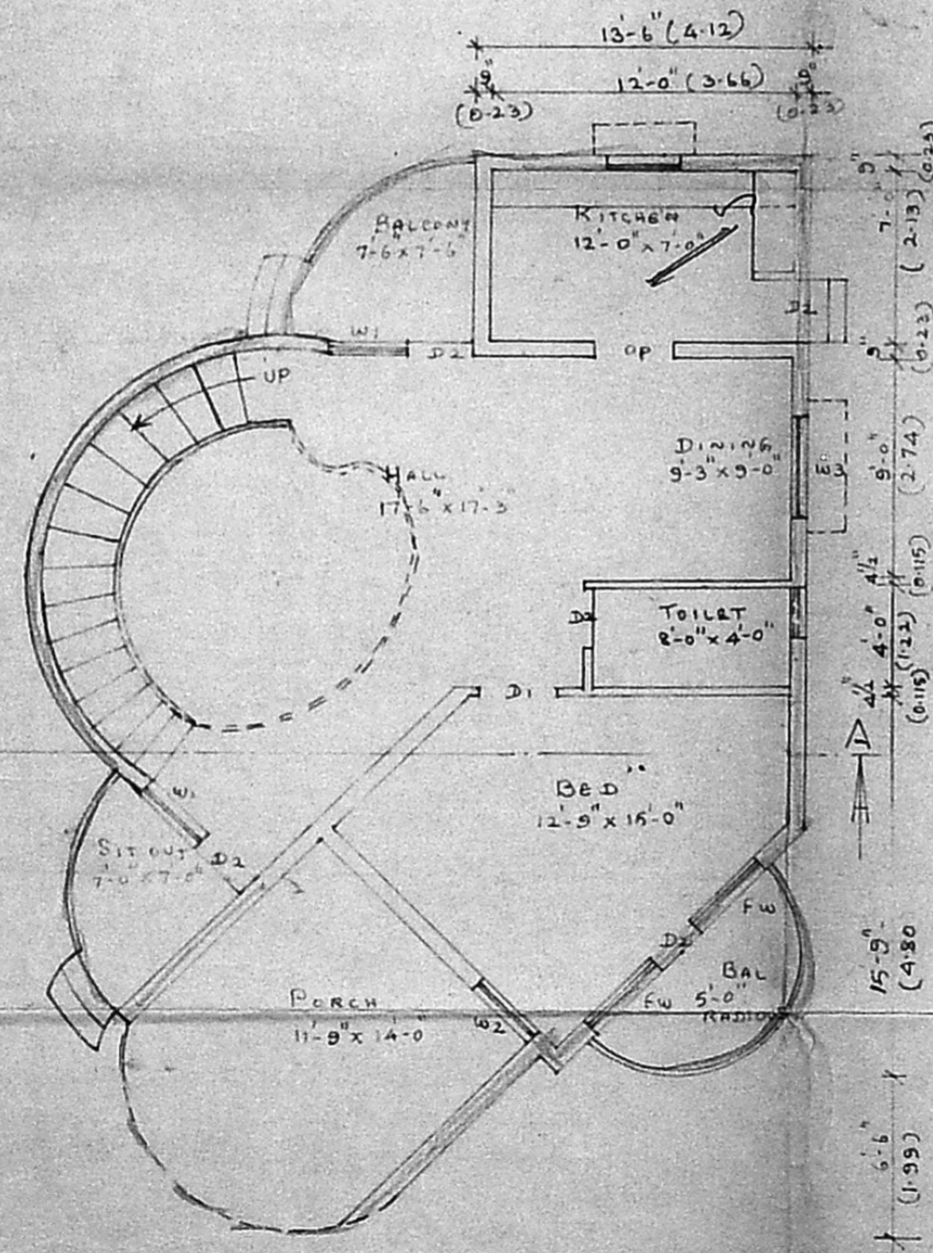 13'-6" (4.12)
9" 12'-0" (3.66) 9"
(0.23) (0.23)
BALCONY
7'-6" x 7'-6"
KITCHEN
12'-0" x 7'-0"
9" (0.23)
7'-0" (2.13)
9" (0.23)
W1
D2
OP
UP
HALL
17'-6" x 17'-3"
DINING
9'-3" x 9'-0"
W3
9'-0" (2.74)
4½" (0.115)
D2
TOILET
8'-0" x 4'-0"
4'-0" (1.22)
4½" (0.115)
D1
BED
W1
SIT OUT
7'-0" x 7'-0"
D2
FW
D2
FW
BAL
5'-0"
RADIOUS
15'-9"
(4.80
PORCH
11'-9" x 14'-0"
W2
6'-6"
(1.99)